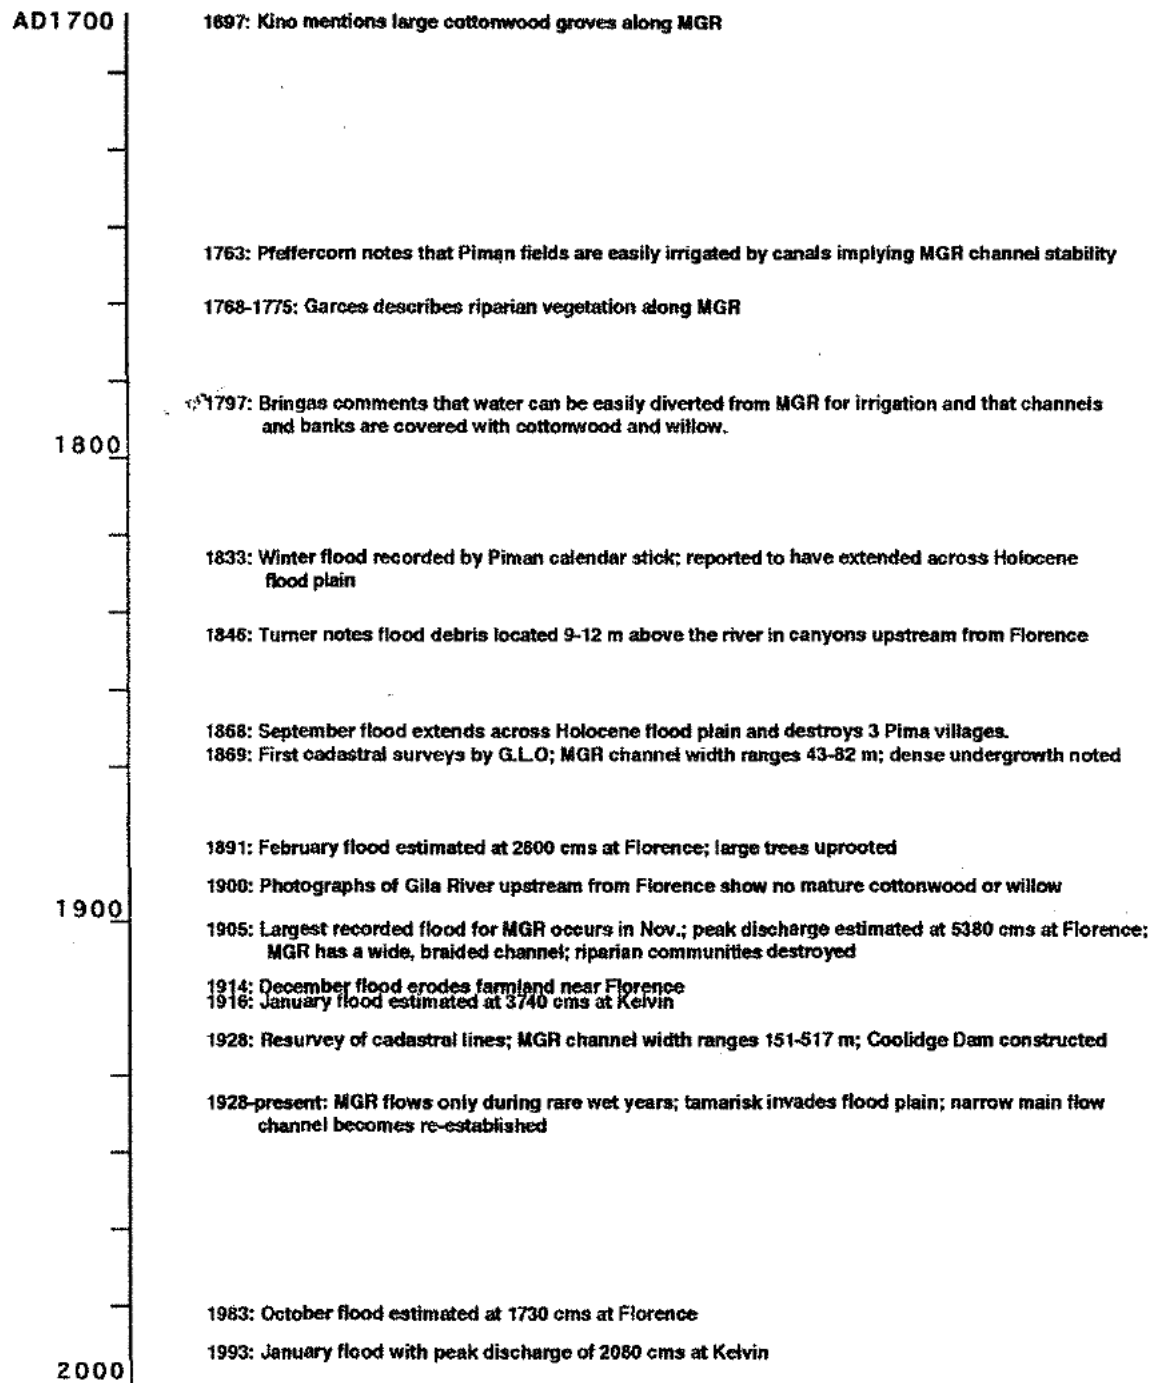 AD1700
1697: Kino mentions large cottonwood groves along MGR
1763: Pfeffercorn notes that Piman fields are easily irrigated by canals implying MGR channel stability
1768-1775: Garces describes riparian vegetation along MGR
1797: Bringas comments that water can be easily diverted from MGR for irrigation and that channels
and banks are covered with cottonwood and willow.
1800
1833: Winter flood recorded by Piman calendar stick; reported to have extended across Holocene
flood plain
1846: Turner notes flood debris located 9-12 m above the river in canyons upstream from Florence
1868: September flood extends across Holocene flood plain and destroys 3 Pima villages.
1869: First cadastral surveys by G.L.O; MGR channel width ranges 43-82 m; dense undergrowth noted
1891: February flood estimated at 2800 cms at Florence; large trees uprooted
1900: Photographs of Gila River upstream from Florence show no mature cottonwood or willow
1900
1905: Largest recorded flood for MGR occurs in Nov.; peak discharge estimated at 5380 cms at Florence;
MGR has a wide, braided channel; riparian communities destroyed
1914: December flood erodes farmland near Florence
1916: January flood estimated at 3740 cms at Kelvin
1928: Resurvey of cadastral lines; MGR channel width ranges 151-517 m; Coolidge Dam constructed
1928-present: MGR flows only during rare wet years; tamarisk invades flood plain; narrow main flow
channel becomes re-established
1983: October flood estimated at 1730 cms at Florence
1993: January flood with peak discharge of 2080 cms at Kelvin
2000